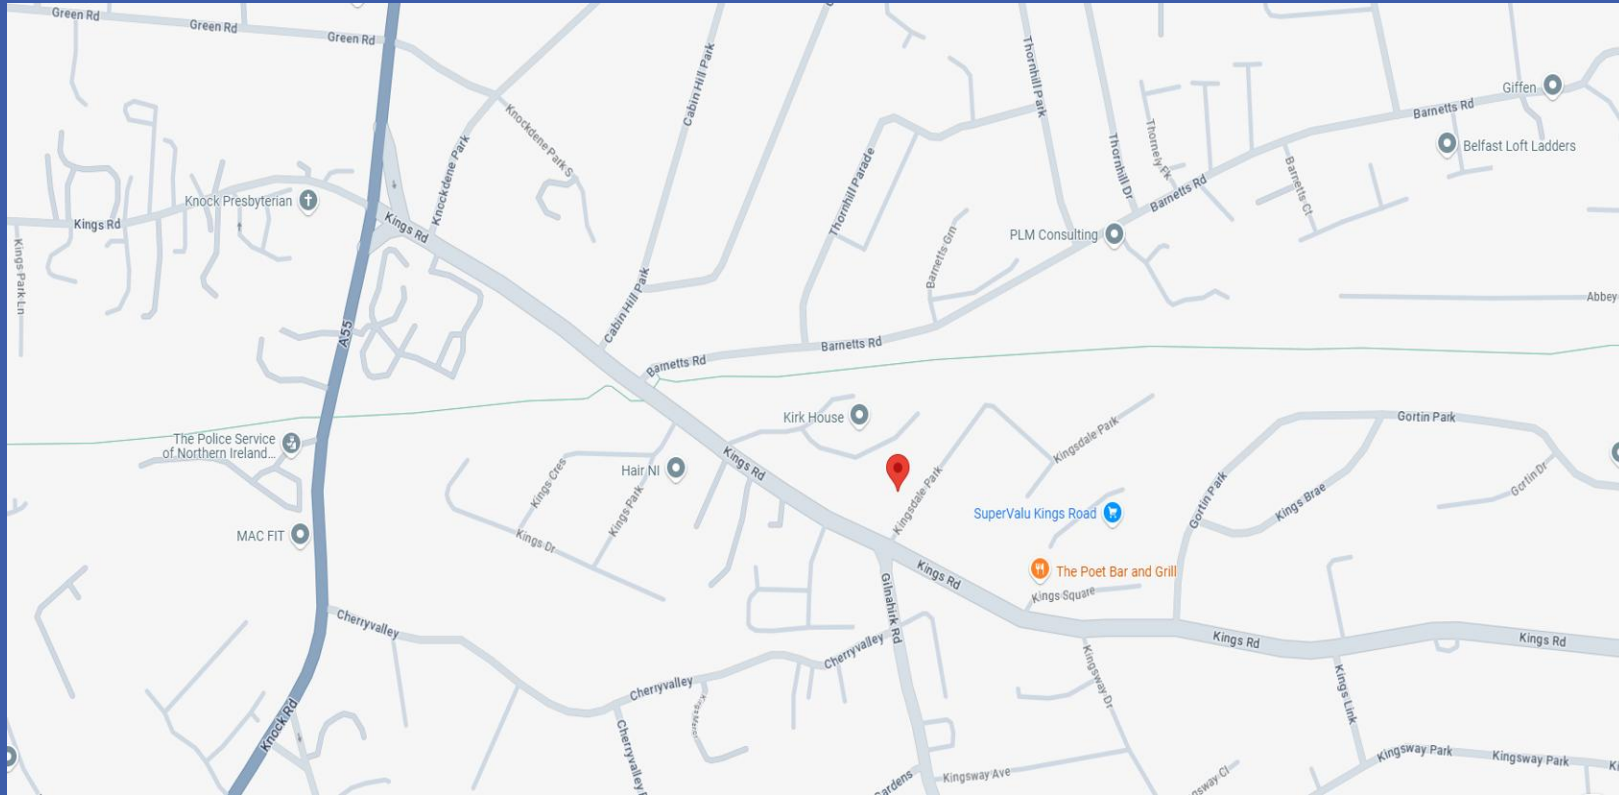 Green Rd
Green Rd
Green Rd
Giffen
Barnetts Rd
Belfast Loft Ladders
Cabin Hill Park
Thornhill Park
Knockdene Park S
Knockdene Park
Thornhill Parade
Thornhill Dr
Thornely Pk
Barnetts Ct
Barnetts Rd
Knock Presbyterian
Kings Rd
Kings Rd
PLM Consulting
Barnetts Grn
Kings Park Ln
Cabin Hill Park
Abbey
A55
Barnetts Rd
Barnetts Rd
Kirk House
Gortin Park
Kingsdale Park
The Police Service
of Northern Ireland...
Hair NI
Kings Rd
Kings Cres
Kings Park
Kingsdale Park
Gortin Park
Gortin Dr
Kings Brae
SuperValu Kings Road
MAC FIT
Kings Dr
Kings Rd
The Poet Bar and Grill
Kings Square
Gilnahirk Rd
Cherryvalley
Cherryvalley
Kings Rd
Kings Rd
Cherryvalley
Kingsway Dr
Kings Link
Knock Rd
Cherryvalley
Kingsway Park
Kingsway Park
Kingsway Ave
Gardens